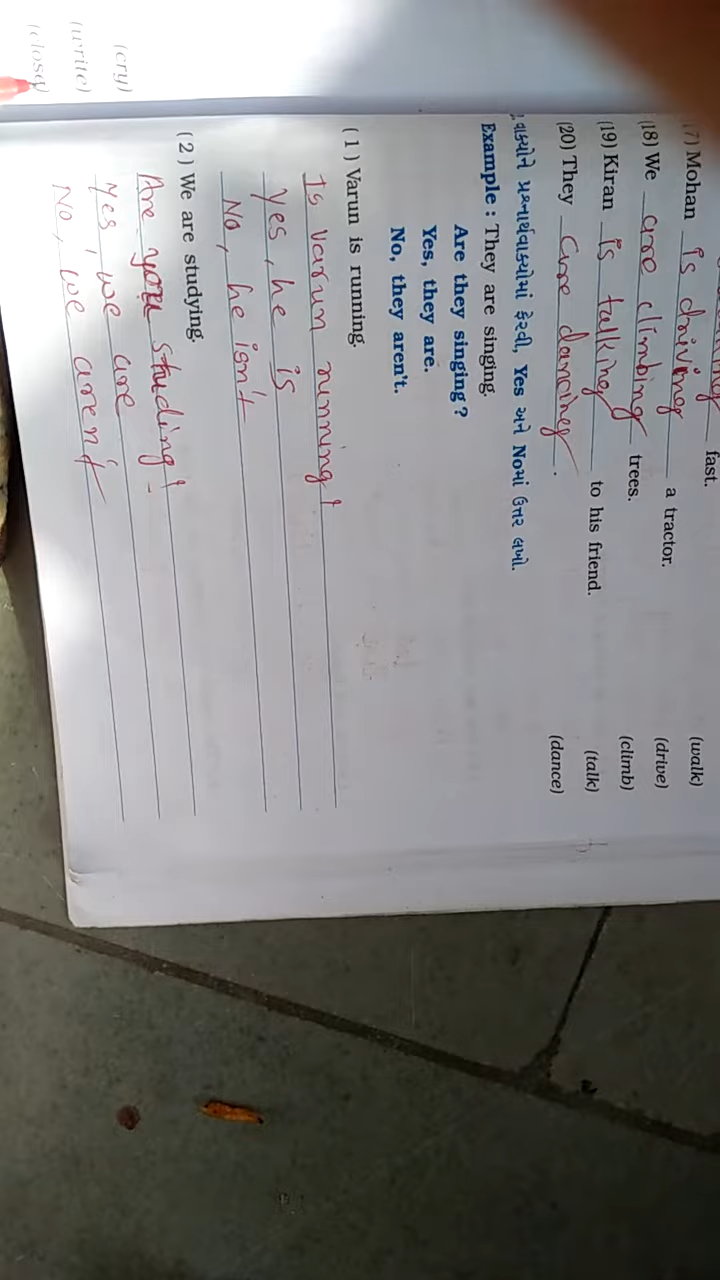 (cry)
(write)
(close)
fast.
17) Mohan is driving a tractor. (walk)
(18) We are climbing trees. (drive)
(19) Kiran is talking to his friend. (climb)
(talk)
(20) They are dancing. (dance)
વાક્યોને પ્રશ્નાર્થવાક્યોમાં ફેરવી, Yes અને Noમાં ઉત્તર લખો.
Example : They are singing.
Are they singing?
Yes, they are.
No, they aren't.
(1) Varun is running.
Is varun running?
yes, he is
No, he isn't
(2) We are studying.
Are you studing?
yes, we are
No, we aren't